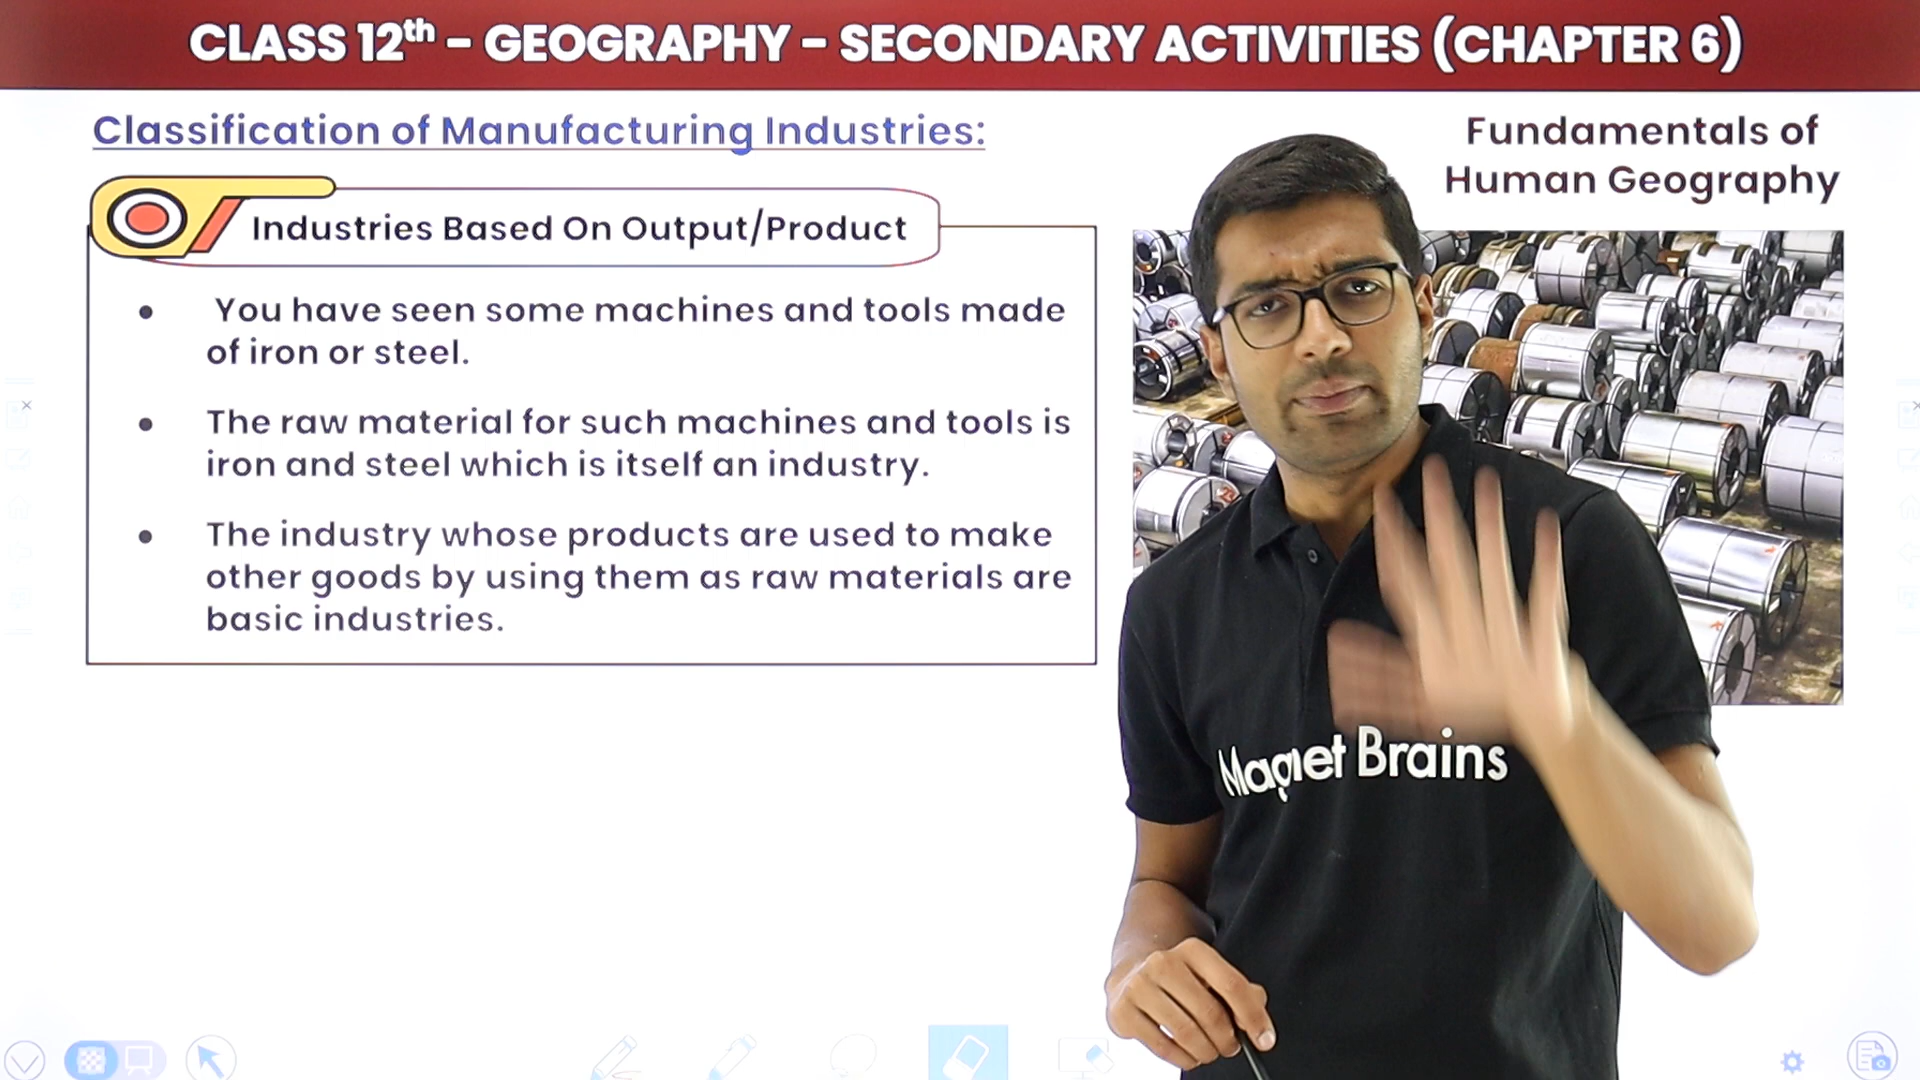 CLASS 12th - GEOGRAPHY - SECONDARY ACTIVITIES (CHAPTER 6)
Classification of Manufacturing Industries:
Fundamentals of
Human Geography
Industries Based On Output/Product
• You have seen some machines and tools made
of iron or steel.
• The raw material for such machines and tools is
iron and steel which is itself an industry.
• The industry whose products are used to make
other goods by using them as raw materials are
basic industries.
Magnet Brains